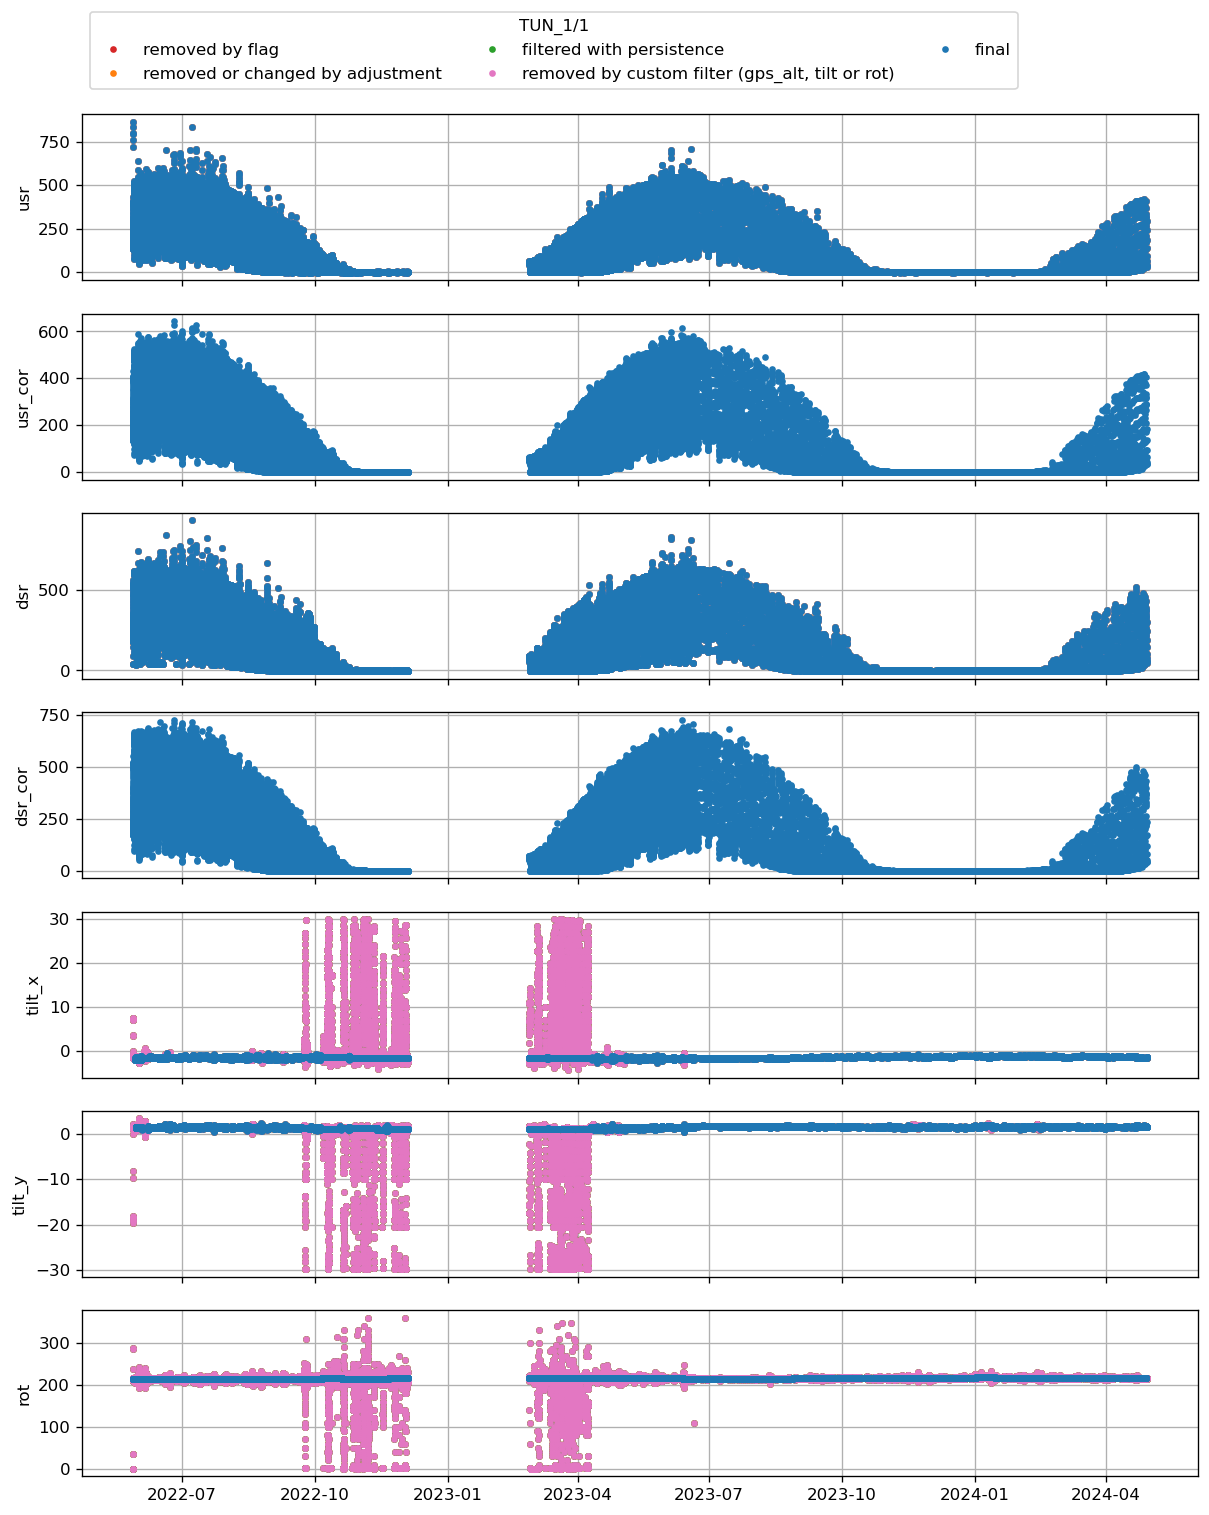 TUN_1/1
removed by flag
filtered with persistence
final
removed or changed by adjustment
removed by custom filter (gps_alt, tilt or rot)
750
500
250
0
usr
600
400
200
0
usr_cor
500
0
dsr
750
500
250
0
dsr_cor
30
20
10
0
tilt_x
0
−10
−20
−30
tilt_y
300
200
100
0
rot
2022-07
2022-10
2023-01
2023-04
2023-07
2023-10
2024-01
2024-04